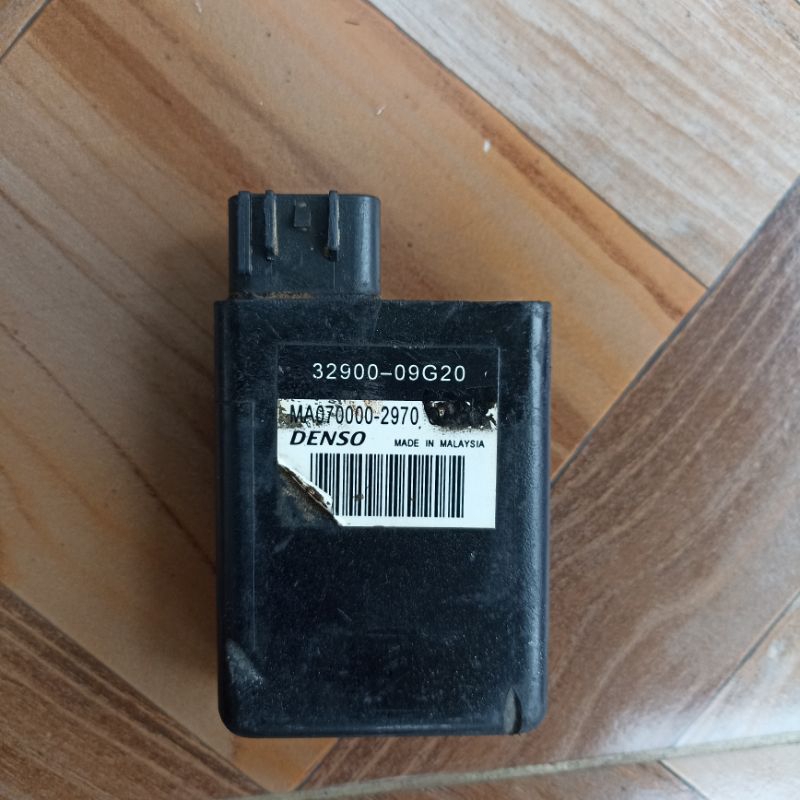 32900-09G20
MA070000-2970
DENSO MADE IN MALAYSIA